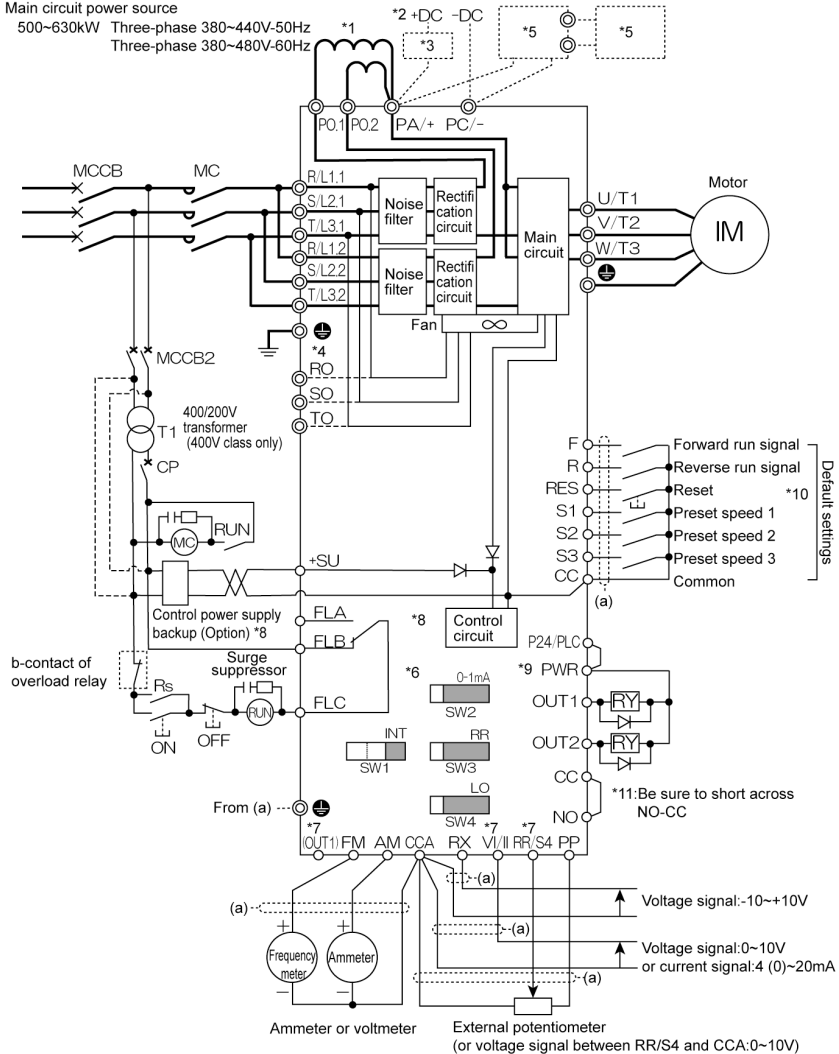 Main circuit power source
500~630kW Three-phase 380~440V-50Hz
Three-phase 380~480V-60Hz
*1
*2 +DC -DC
*3
*5
*5
PO.1
PO.2
PA/+
PC/-
MCCB
MC
R/L1.1
S/L2.1
T/L3.1
R/L1.2
S/L2.2
T/L3.2
Noise
filter
Rectifi
cation
circuit
Noise
filter
Rectifi
cation
circuit
Main
circuit
U/T1
V/T2
W/T3
Motor
IM
Fan
*4
RO
SO
TO
MCCB2
400/200V
transformer
(400V class only)
T1
CP
RUN
MC
+SU
Control power supply
backup (Option) *8
F
R
RES
S1
S2
S3
CC
(a)
Forward run signal
Reverse run signal
Reset
*10
Preset speed 1
Preset speed 2
Preset speed 3
Common
Default settings
FLA
FLB
FLC
*8
Control
circuit
b-contact of
overload relay
Rs
Surge
suppressor
RUN
ON
OFF
*6
0-1mA
SW2
INT
SW1
RR
SW3
LO
SW4
P24/PLC
*9 PWR
OUT1
RY
OUT2
RY
CC
NO
*11:Be sure to short across
NO-CC
From (a)
*7
*7
*7
(OUT1) FM AM CCA RX VI/II RR/S4 PP
(a)
Voltage signal:-10~+10V
(a)
+
+
(a)
Voltage signal:0~10V
or current signal:4 (0)~20mA
Frequency
meter
Ammeter
(a)
−
−
Ammeter or voltmeter
External potentiometer
(or voltage signal between RR/S4 and CCA:0~10V)